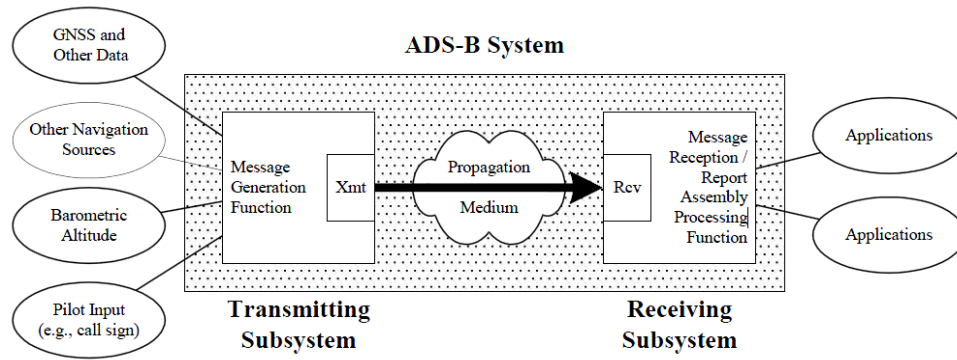 ADS-B System
GNSS and
Other Data
Other Navigation
Sources
Barometric
Altitude
Pilot Input
(e.g., call sign)
Message
Generation
Function
Xmt
Propagation
Medium
Rcv
Message
Reception /
Report
Assembly
Processing
Function
Applications
Applications
Transmitting
Subsystem
Receiving
Subsystem